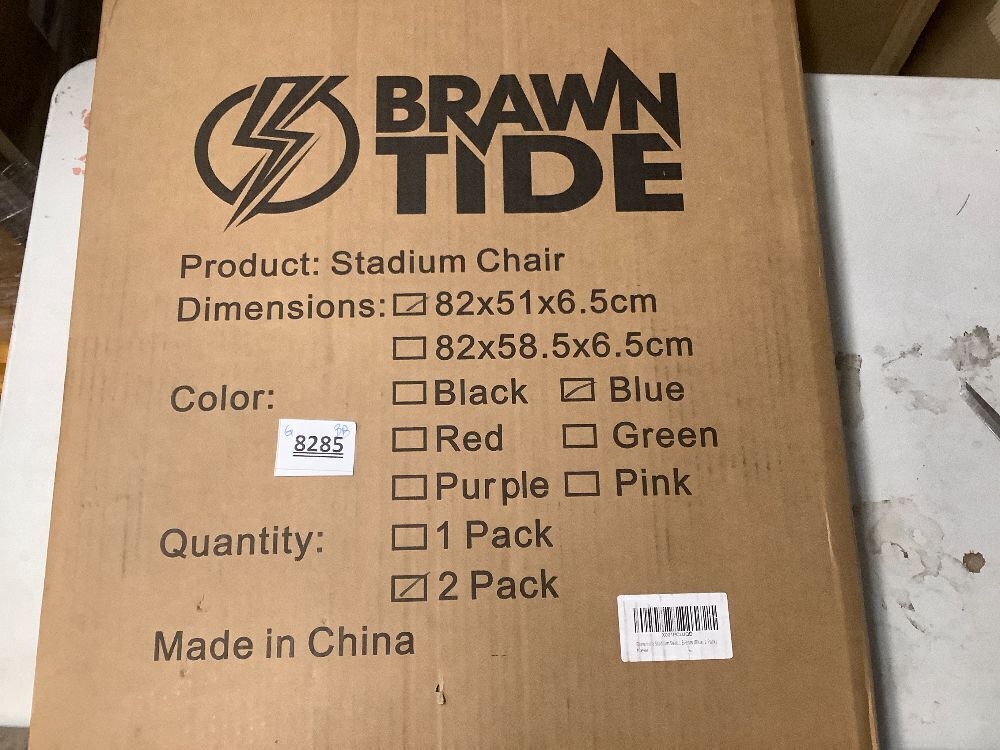 BRAWN
TIDE
Product: Stadium Chair
Dimensions: 82x51x6.5cm
82x58.5x6.5cm
Color: Black Blue
8285
Red Green
Purple Pink
Quantity: 1 Pack
2 Pack
Made in China